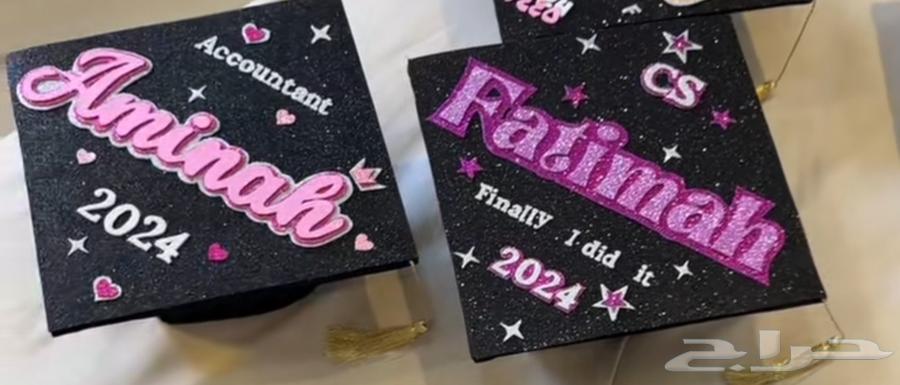 Accountant
Aminah
2024
CS
Fatimah
Finally I did it
2024
حراج